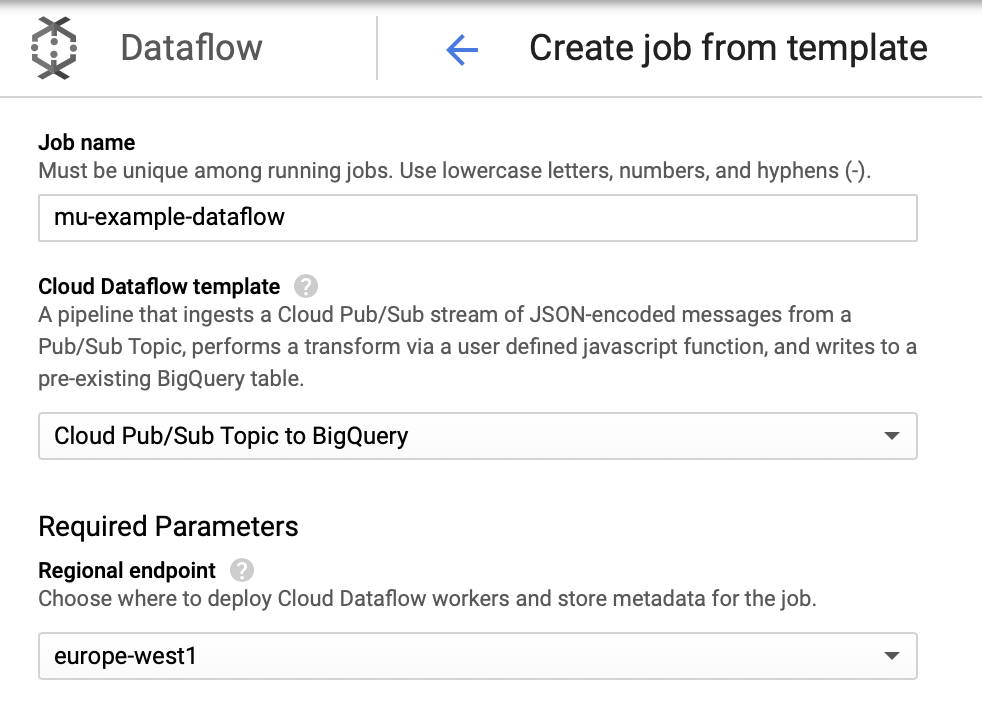 Dataflow
Create job from template
Job name
Must be unique among running jobs. Use lowercase letters, numbers, and hyphens (-).
mu-example-dataflow
Cloud Dataflow template
A pipeline that ingests a Cloud Pub/Sub stream of JSON-encoded messages from a
Pub/Sub Topic, performs a transform via a user defined javascript function, and writes to a
pre-existing BigQuery table.
Cloud Pub/Sub Topic to BigQuery
Required Parameters
Regional endpoint
Choose where to deploy Cloud Dataflow workers and store metadata for the job.
europe-west1